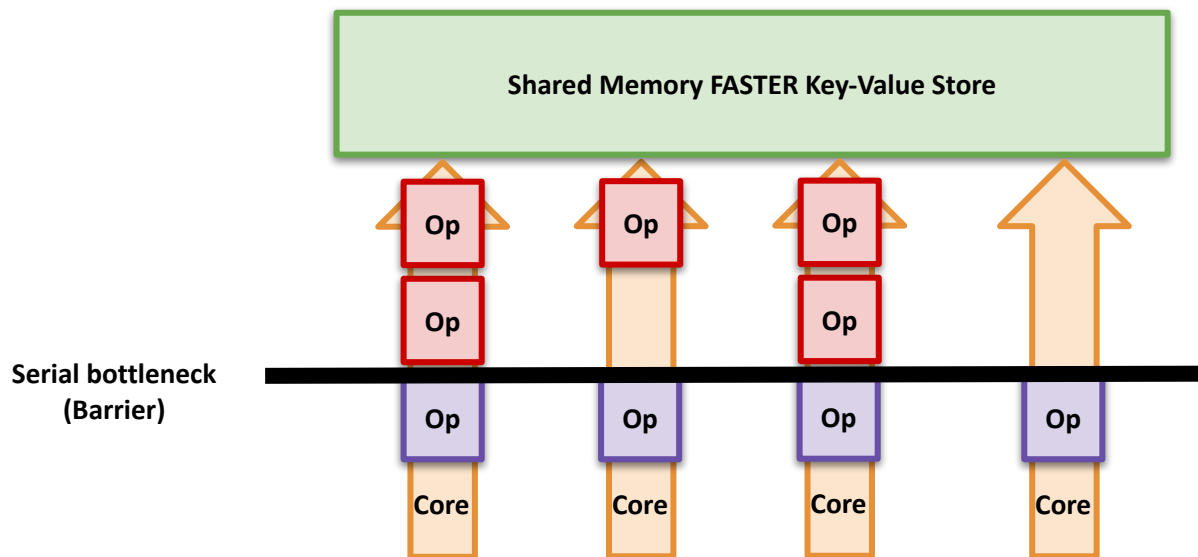 Shared Memory FASTER Key-Value Store
Op Op Op
Op Op
Serial bottleneck
(Barrier)
Op Op Op Op
Core Core Core Core